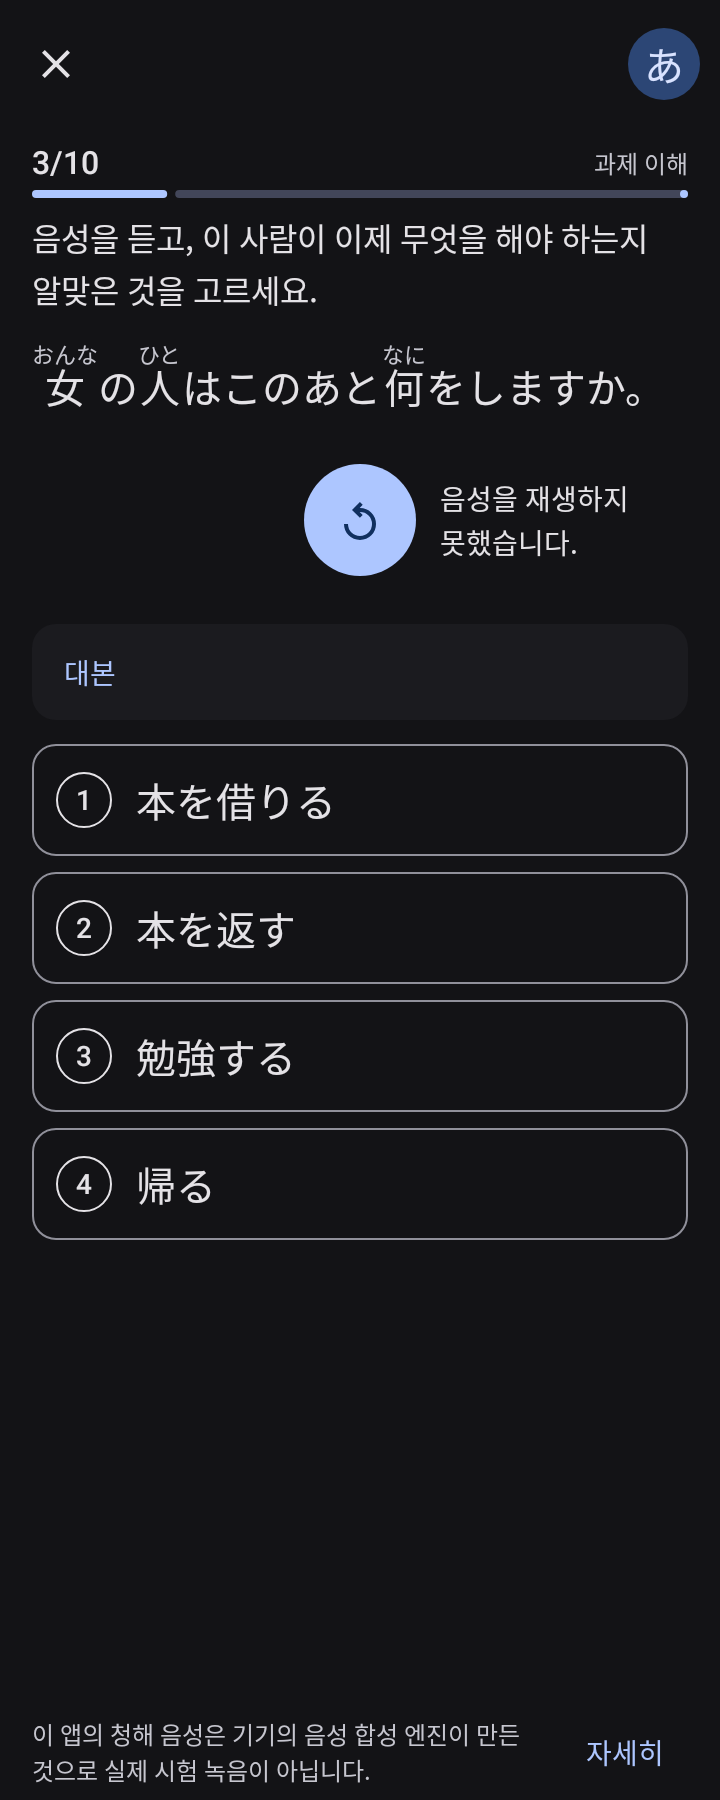 あ
3/10
과제 이해
음성을 듣고, 이 사람이 이제 무엇을 해야 하는지
알맞은 것을 고르세요.
おんな ひと なに
女の人はこのあと何をしますか。
음성을 재생하지
못했습니다.
대본
1 本を借りる
2 本を返す
3 勉強する
4 帰る
이 앱의 청해 음성은 기기의 음성 합성 엔진이 만든
것으로 실제 시험 녹음이 아닙니다.
자세히